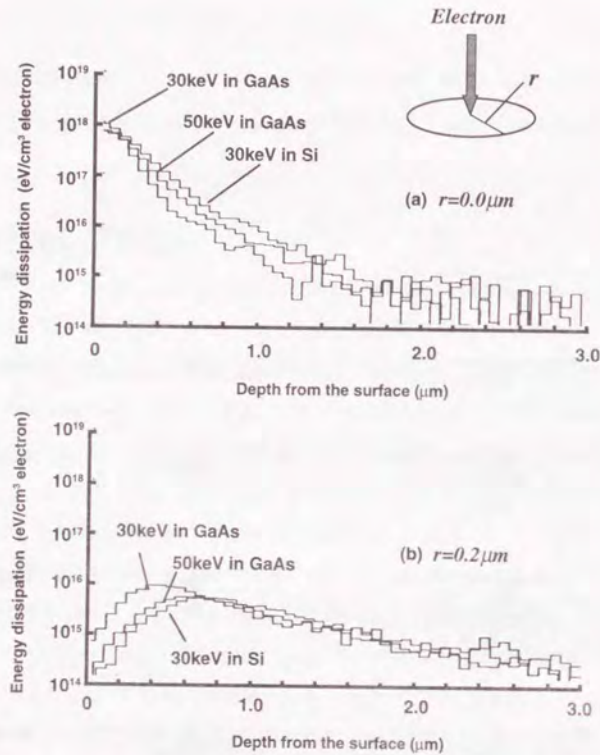 Electron
r
Energy dissipation (eV/cm³ electron)
10¹⁹
10¹⁸
10¹⁷
10¹⁶
10¹⁵
10¹⁴
30keV in GaAs
50keV in GaAs
30keV in Si
(a) r=0.0μm
0 1.0 2.0 3.0
Depth from the surface (μm)
Energy dissipation (eV/cm³ electron)
10¹⁹
10¹⁸
10¹⁷
10¹⁶
10¹⁵
10¹⁴
30keV in GaAs
50keV in GaAs
30keV in Si
(b) r=0.2μm
0 1.0 2.0 3.0
Depth from the surface (μm)